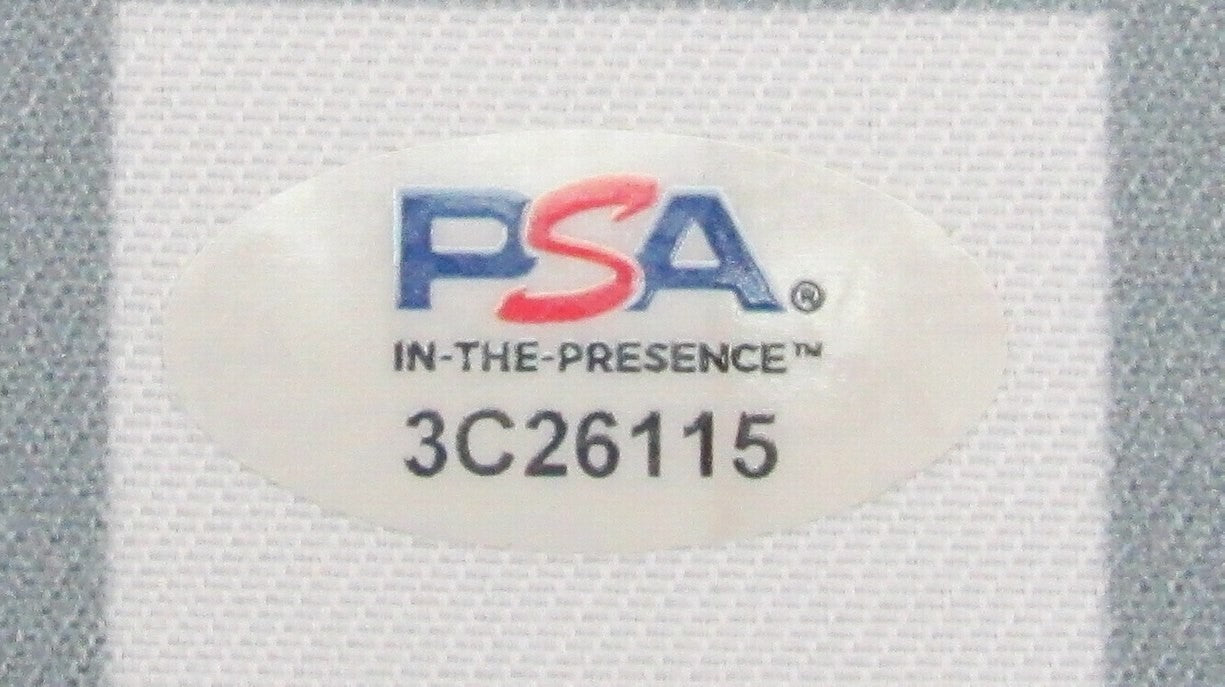 PSA®
IN-THE-PRESENCE™
3C26115